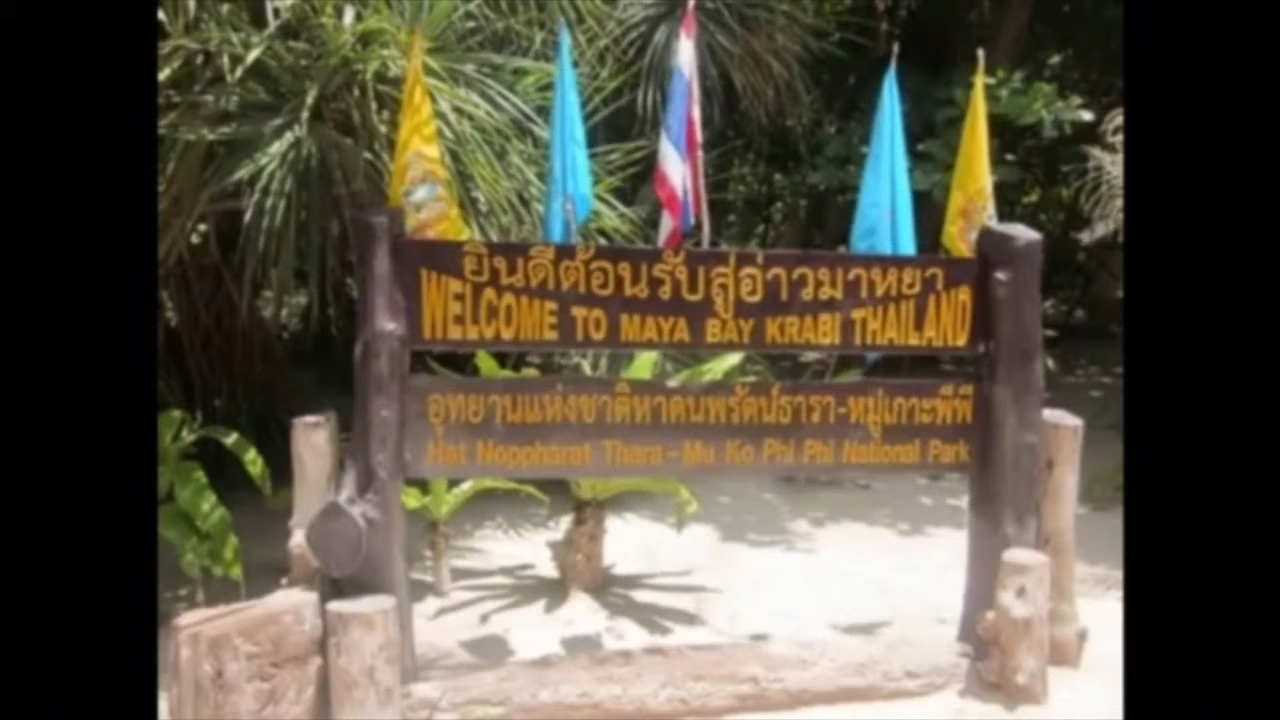 ยินดีต้อนรับสู่อ่าวมาหยา
WELCOME TO MAYA BAY KRABI THAILAND
อุทยานแห่งชาติหาดนพรัตน์ธารา-หมู่เกาะพีพี
Hat Noppharat Thara-Mu Ko Phi Phi National Park